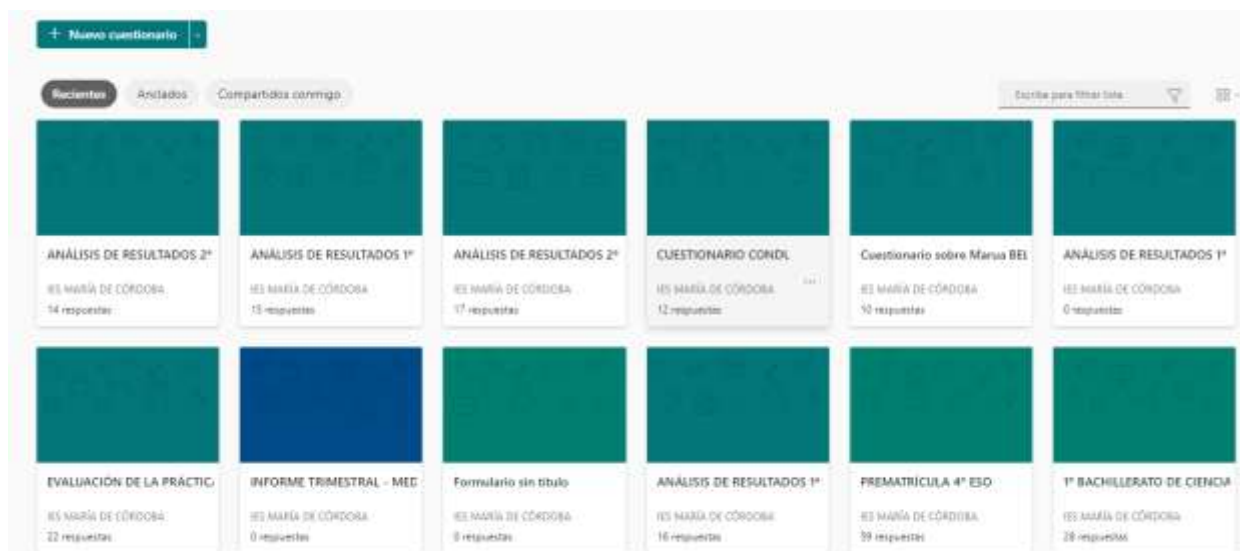 + Nuevo cuestionario
Recientes Anclados Compartidos conmigo Escribe para filtrar lista
ANÁLISIS DE RESULTADOS 2º
IES MARÍA DE CÓRDOBA
14 respuestas
ANÁLISIS DE RESULTADOS 1º
IES MARÍA DE CÓRDOBA
15 respuestas
ANÁLISIS DE RESULTADOS 2º
IES MARÍA DE CÓRDOBA
17 respuestas
CUESTIONARIO CONDL
IES MARÍA DE CÓRDOBA
12 respuestas
Cuestionario sobre Marua BEL
IES MARÍA DE CÓRDOBA
10 respuestas
ANÁLISIS DE RESULTADOS 1º
IES MARÍA DE CÓRDOBA
0 respuestas
EVALUACIÓN DE LA PRÁCTICA
IES MARÍA DE CÓRDOBA
22 respuestas
INFORME TRIMESTRAL - MED
IES MARÍA DE CÓRDOBA
0 respuestas
Formulario sin título
IES MARÍA DE CÓRDOBA
0 respuestas
ANÁLISIS DE RESULTADOS 1º
IES MARÍA DE CÓRDOBA
16 respuestas
PREMATRÍCULA 4º ESO
IES MARÍA DE CÓRDOBA
59 respuestas
1º BACHILLERATO DE CIENCIA
IES MARÍA DE CÓRDOBA
28 respuestas